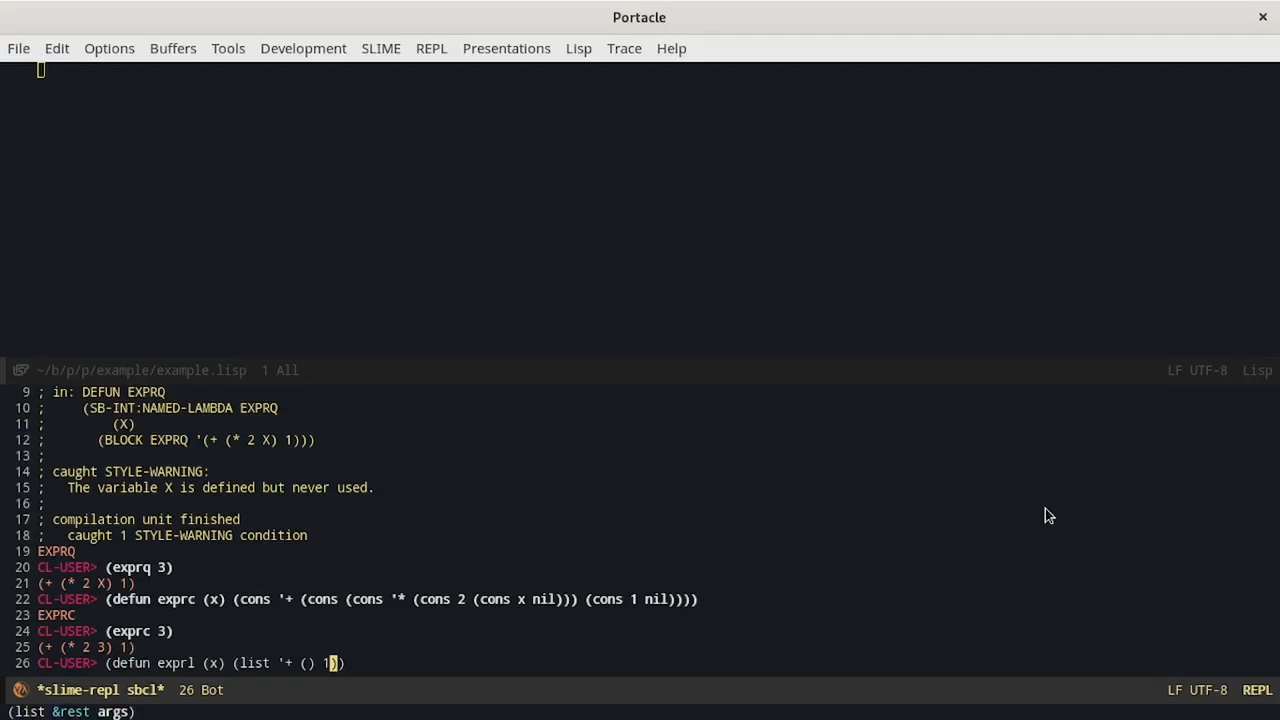 Portacle ×
File Edit Options Buffers Tools Development SLIME REPL Presentations Lisp Trace Help
~/b/p/p/example/example.lisp 1 All LF UTF-8 Lisp
9 ; in: DEFUN EXPRQ
10 ; (SB-INT:NAMED-LAMBDA EXPRQ
11 ; (X)
12 ; (BLOCK EXPRQ '(+ (* 2 X) 1)))
13 ;
14 ; caught STYLE-WARNING:
15 ; The variable X is defined but never used.
16 ;
17 ; compilation unit finished
18 ; caught 1 STYLE-WARNING condition
19 EXPRQ
20 CL-USER> (exprq 3)
21 (+ (* 2 X) 1)
22 CL-USER> (defun exprc (x) (cons '+ (cons (cons '* (cons 2 (cons x nil))) (cons 1 nil))))
23 EXPRC
24 CL-USER> (exprc 3)
25 (+ (* 2 3) 1)
26 CL-USER> (defun exprl (x) (list '+ () 1))
*slime-repl sbcl* 26 Bot LF UTF-8 REPL
(list &rest args)